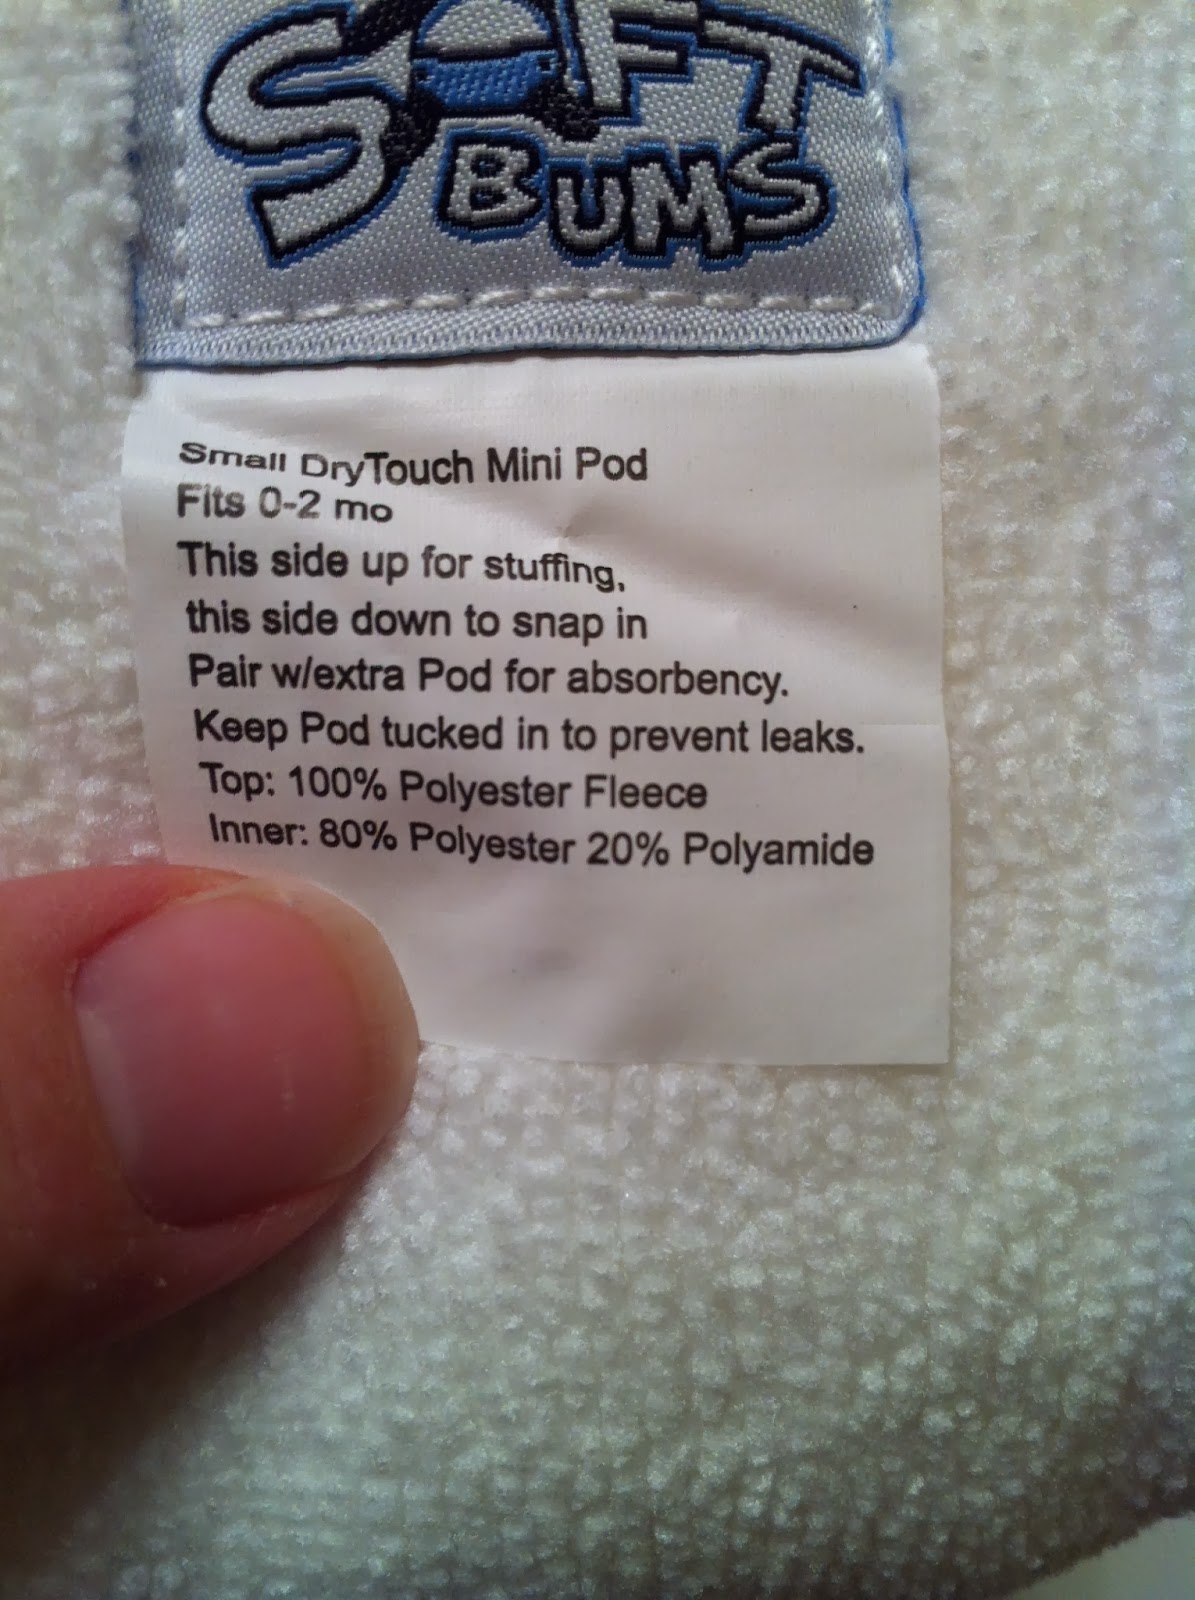 SOFT
BUMS
Small DryTouch Mini Pod
Fits 0-2 mo
This side up for stuffing,
this side down to snap in
Pair w/extra Pod for absorbency.
Keep Pod tucked in to prevent leaks.
Top: 100% Polyester Fleece
Inner: 80% Polyester 20% Polyamide